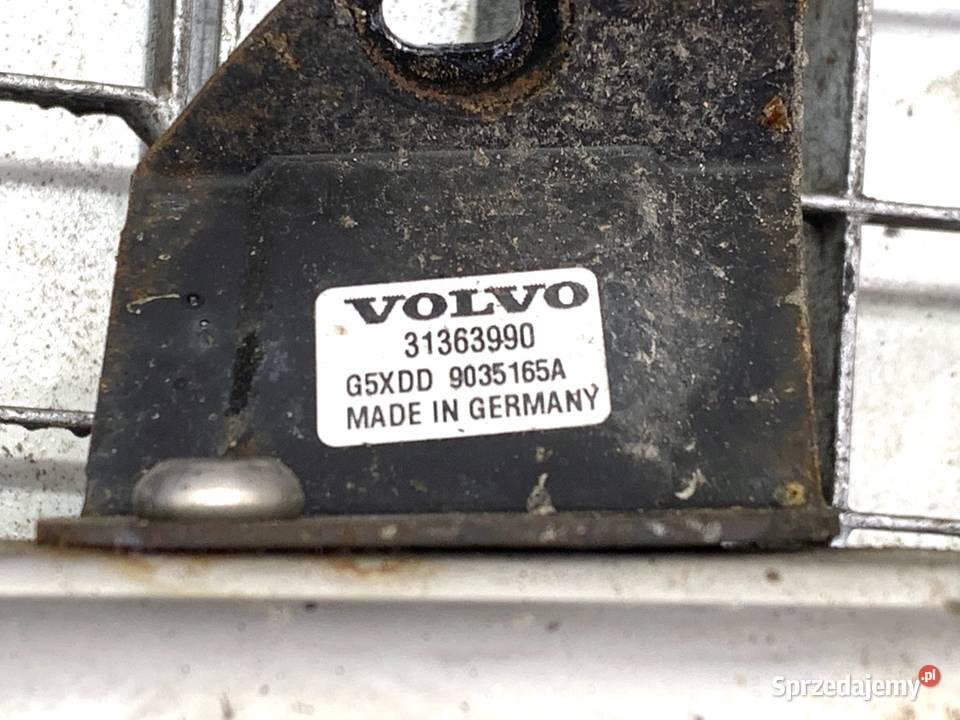 VOLVO
31363990
G5XDD 9035165A
MADE IN GERMANY
Sprzedajemy.pl